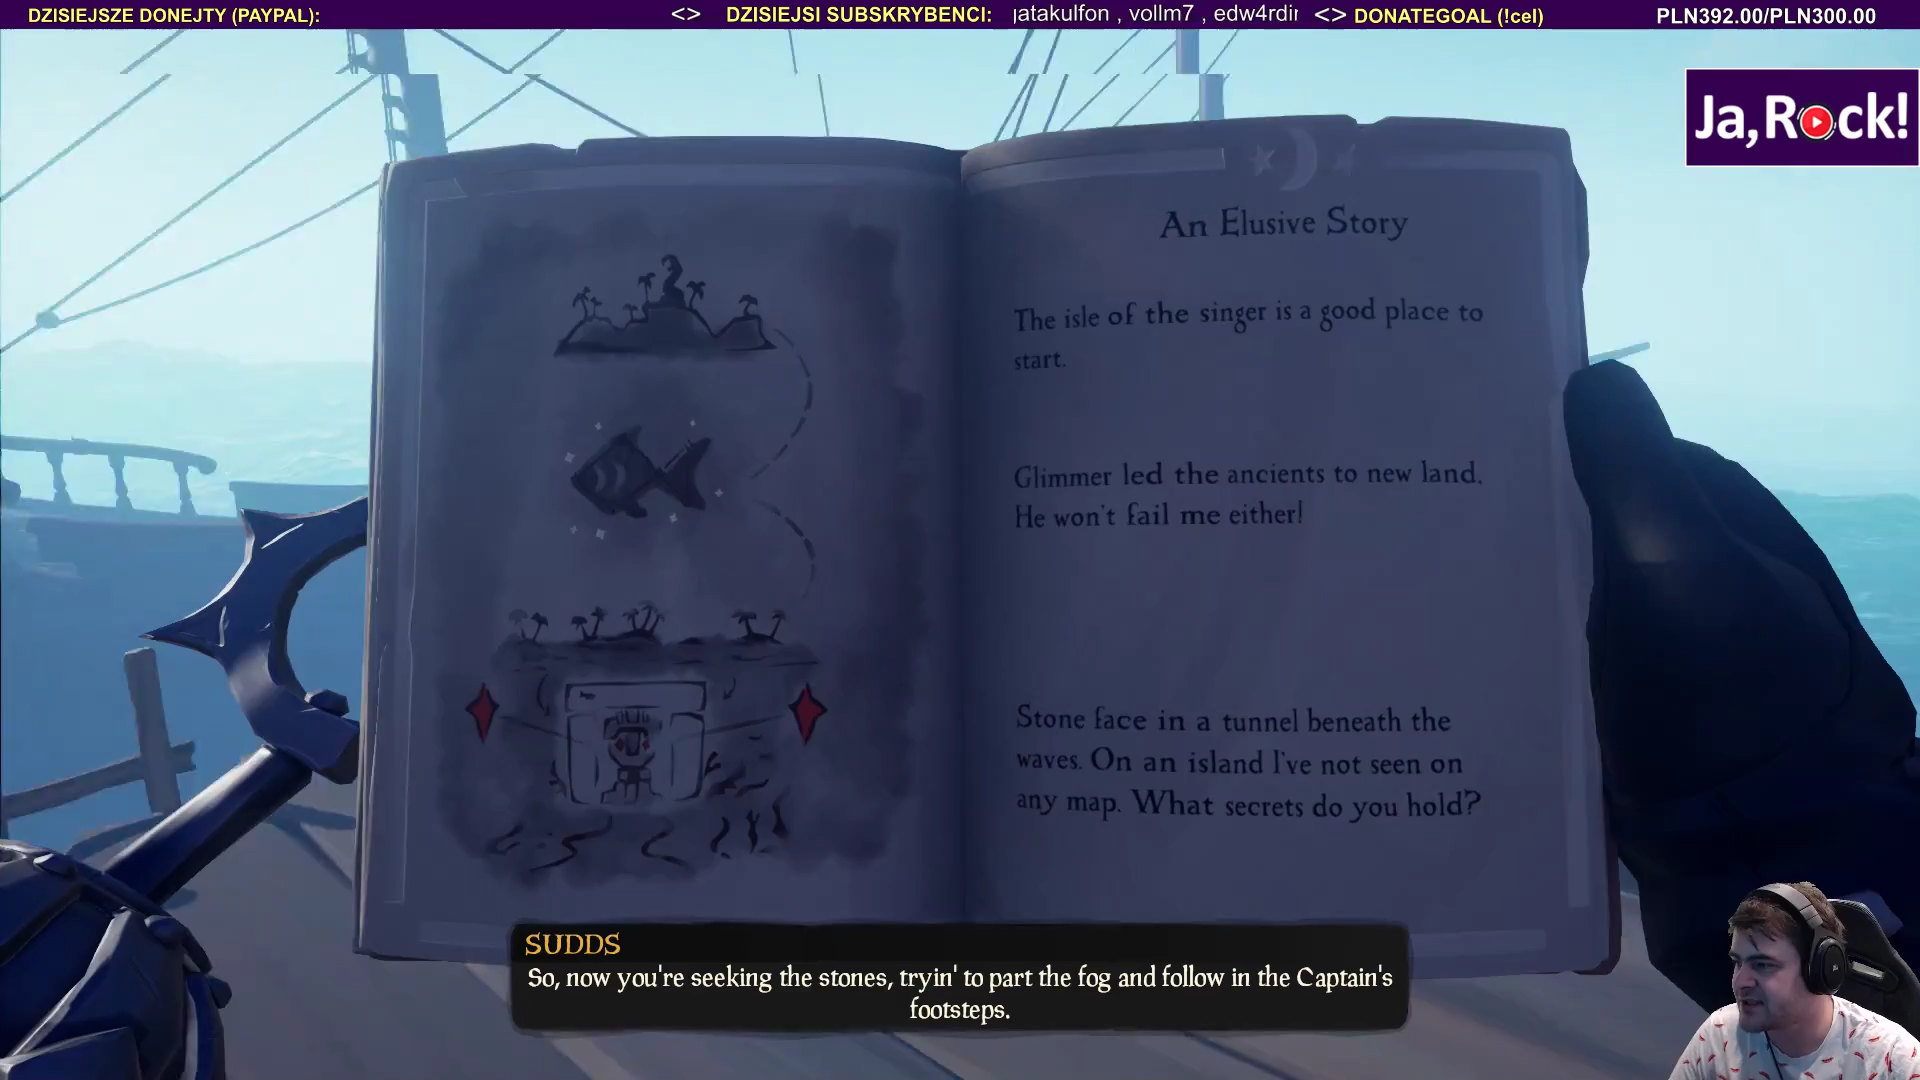 DZISIEJSZE DONEJTY (PAYPAL): <> DZISIEJSI SUBSKRYBENCI: jatakulfon , vollm7 , edw4rdir <> DONATEGOAL (!cel) PLN392.00/PLN300.00
Ja,Rock!
An Elusive Story
The isle of the singer is a good place to
start.
Glimmer led the ancients to new land.
He won't fail me either!
Stone face in a tunnel beneath the
waves. On an island I've not seen on
any map. What secrets do you hold?
SUDDS
So, now you're seeking the stones, tryin' to part the fog and follow in the Captain's
footsteps.